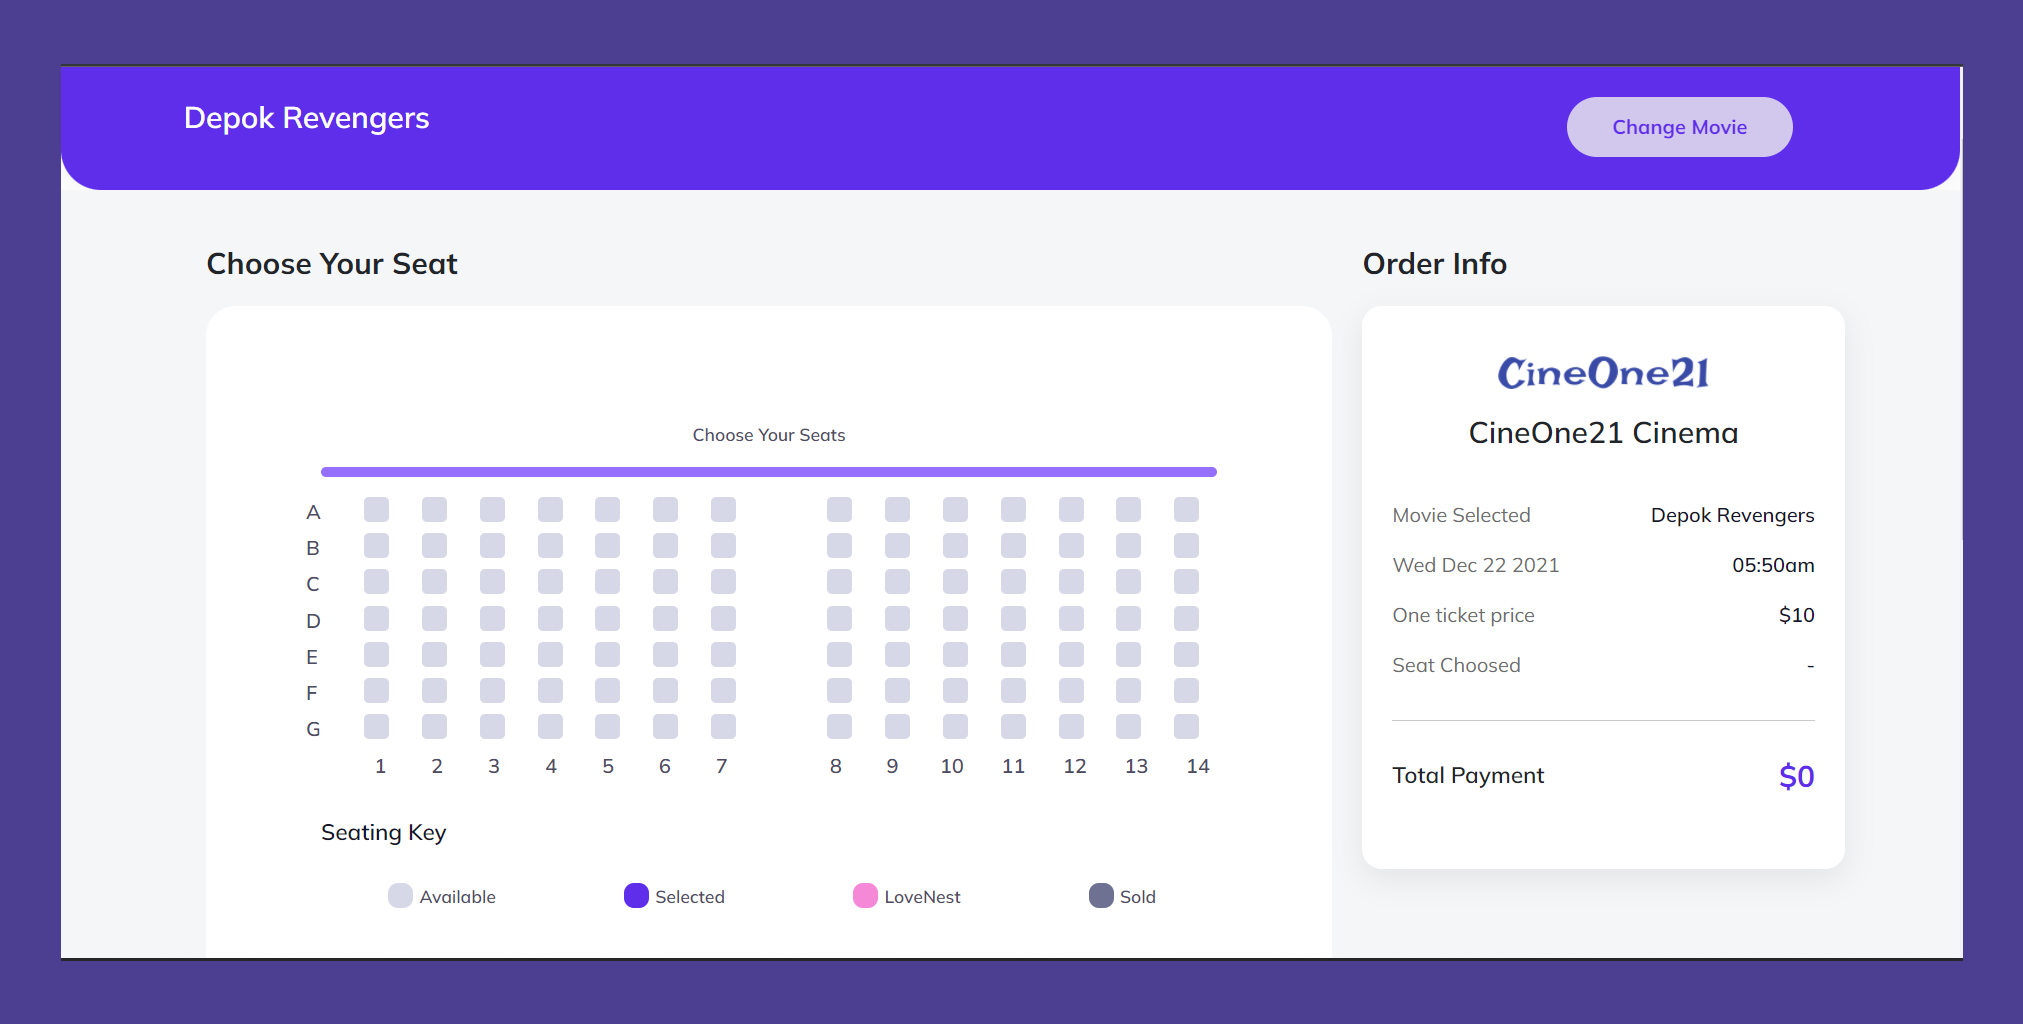 Depok Revengers
Change Movie
Choose Your Seat
Choose Your Seats
A
B
C
D
E
F
G
1 2 3 4 5 6 7 8 9 10 11 12 13 14
Seating Key
Available Selected LoveNest Sold
Order Info
CineOne21
CineOne21 Cinema
Movie Selected Depok Revengers
Wed Dec 22 2021 05:50am
One ticket price $10
Seat Choosed -
Total Payment $0